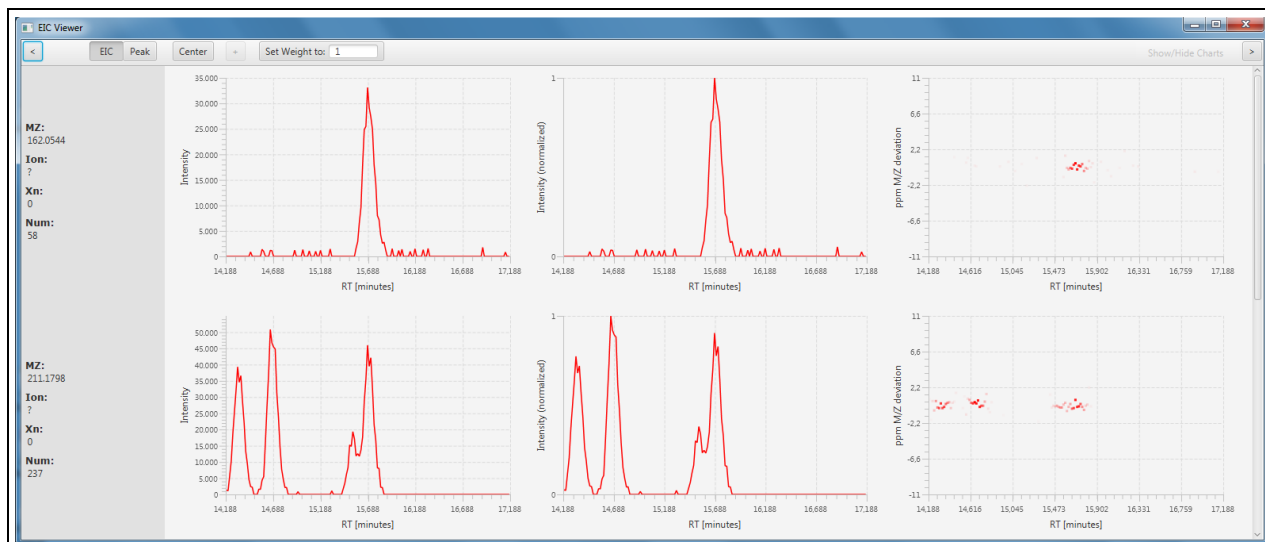 EIC Viewer
< EIC Peak Center + Set Weight to: 1 Show/Hide Charts >
MZ:
162.0544
Ion:
?
Xn:
0
Num:
58
Intensity
35.000
30.000
25.000
20.000
15.000
10.000
5.000
0
14,188 14,688 15,188 15,688 16,188 16,688 17,188
RT [minutes]
Intensity (normalized)
1
0
14,188 14,688 15,188 15,688 16,188 16,688 17,188
RT [minutes]
ppm M/Z deviation
11
6,6
2.2
-2,2
-6,6
-11
14,188 14,616 15,045 15,473 15,902 16,331 16,759 17,188
RT [minutes]
MZ:
211.1798
Ion:
?
Xn:
0
Num:
237
Intensity
50.000
45.000
40.000
35.000
30.000
25.000
20.000
15.000
10.000
5.000
0
14,188 14,688 15,188 15,688 16,188 16,688 17,188
RT [minutes]
Intensity (normalized)
1
0
14,188 14,688 15,188 15,688 16,188 16,688 17,188
RT [minutes]
ppm M/Z deviation
11
6,6
2.2
-2,2
-6,6
-11
14,188 14,616 15,045 15,473 15,902 16,331 16,759 17,188
RT [minutes]